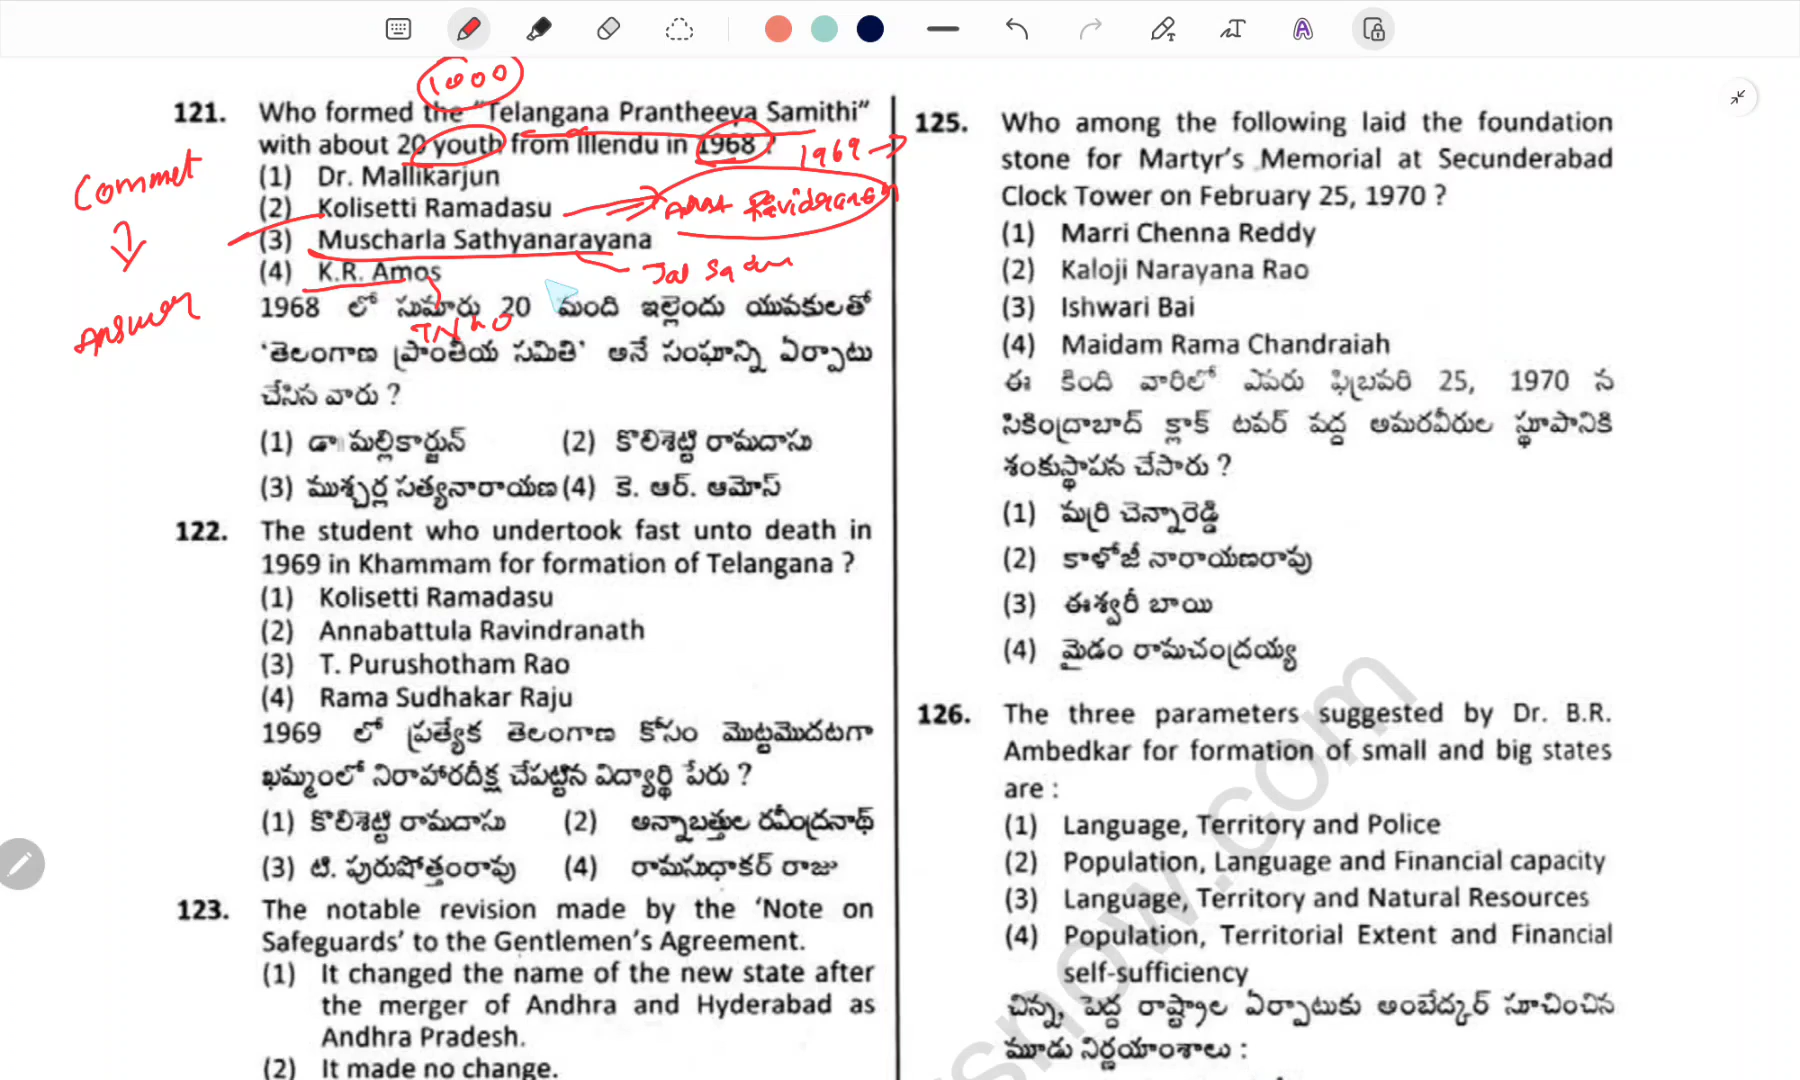 1000
121. Who formed the "Telangana Prantheeya Samithi"
with about 20 youth from Illendu in 1968 ?
1969
(1) Dr. Mallikarjun
(2) Kolisetti Ramadasu
(3) Muscharla Sathyanarayana
(4) K.R. Amos
Commet
Answer
1968 లో సుమారు 20 మంది ఇల్లెందు యువకులతో
'తెలంగాణ ప్రాంతీయ సమితి' అనే సంఘాన్ని ఏర్పాటు
చేసిన వారు ?
(1) డా॥ మల్లికార్జున్ (2) కొలిశెట్టి రామదాసు
(3) ముశ్చర్ల సత్యనారాయణ (4) కె. ఆర్. ఆమోస్
122. The student who undertook fast unto death in
1969 in Khammam for formation of Telangana ?
(1) Kolisetti Ramadasu
(2) Annabattula Ravindranath
(3) T. Purushotham Rao
(4) Rama Sudhakar Raju
1969 లో ప్రత్యేక తెలంగాణ కోసం మొట్టమొదటగా
ఖమ్మంలో నిరాహారదీక్ష చేపట్టిన విద్యార్థి పేరు ?
(1) కొలిశెట్టి రామదాసు (2) అన్నాబత్తుల రవీంద్రనాథ్
(3) టి. పురుషోత్తంరావు (4) రామసుధాకర్ రాజు
123. The notable revision made by the 'Note on
Safeguards' to the Gentlemen's Agreement.
(1) It changed the name of the new state after
the merger of Andhra and Hyderabad as
Andhra Pradesh.
(2) It made no change.
125. Who among the following laid the foundation
stone for Martyr's Memorial at Secunderabad
Clock Tower on February 25, 1970 ?
(1) Marri Chenna Reddy
(2) Kaloji Narayana Rao
(3) Ishwari Bai
(4) Maidam Rama Chandraiah
ఈ కింది వారిలో ఎవరు ఫిబ్రవరి 25, 1970 న
సికింద్రాబాద్ క్లాక్ టవర్ వద్ద అమరవీరుల స్థూపానికి
శంకుస్థాపన చేసారు ?
(1) మర్రి చెన్నారెడ్డి
(2) కాళోజీ నారాయణరావు
(3) ఈశ్వరీ బాయి
(4) మైడం రామచంద్రయ్య
126. The three parameters suggested by Dr. B.R.
Ambedkar for formation of small and big states
are :
(1) Language, Territory and Police
(2) Population, Language and Financial capacity
(3) Language, Territory and Natural Resources
(4) Population, Territorial Extent and Financial
self-sufficiency
చిన్న, పెద్ద రాష్ట్రాల ఏర్పాటుకు అంబేద్కర్ సూచించిన
మూడు నిర్ణయాంశాలు :
snow.com